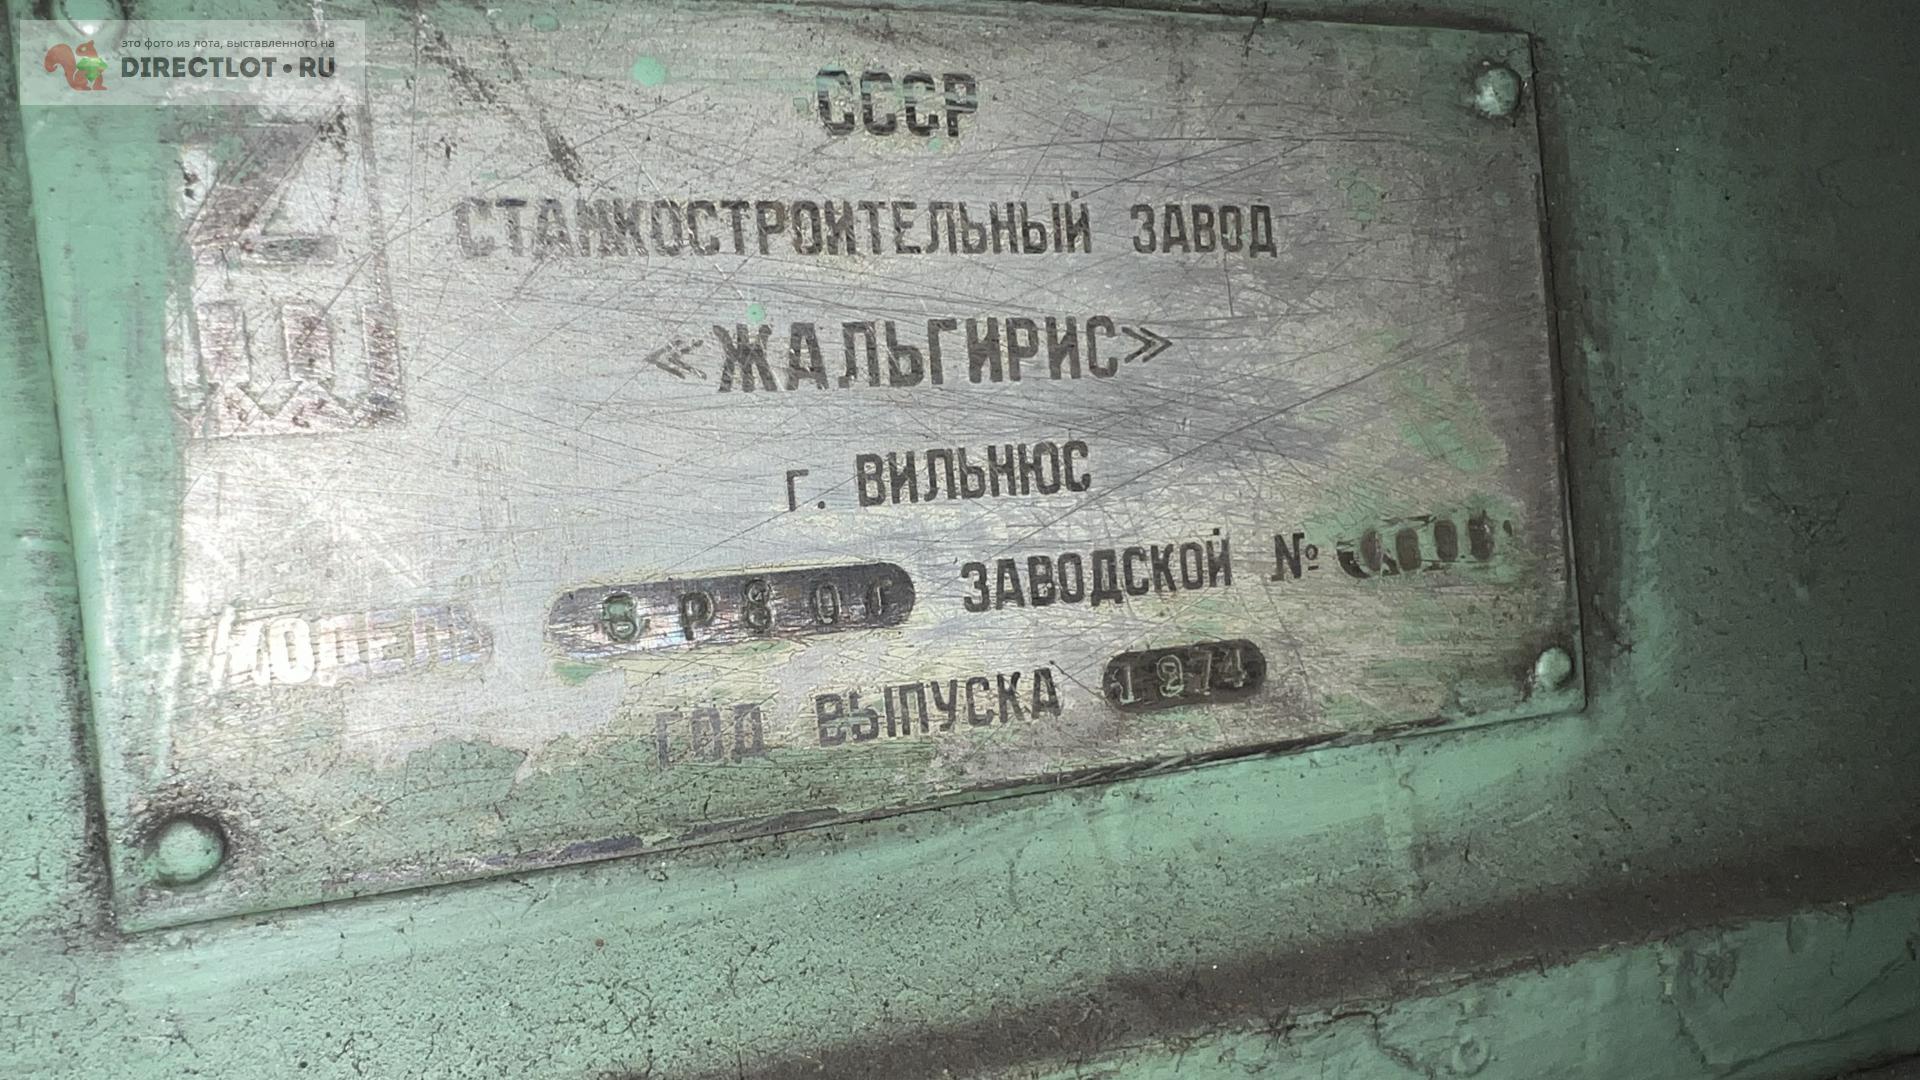 это фото из лота, выставленного на
DIRECTLOT.RU
СССР
СТАНКОСТРОИТЕЛЬНЫЙ ЗАВОД
«ЖАЛЬГИРИС»
г. ВИЛЬНЮС
МОДЕЛЬ ЗАВОДСКОЙ №
ГОД ВЫПУСКА 1974